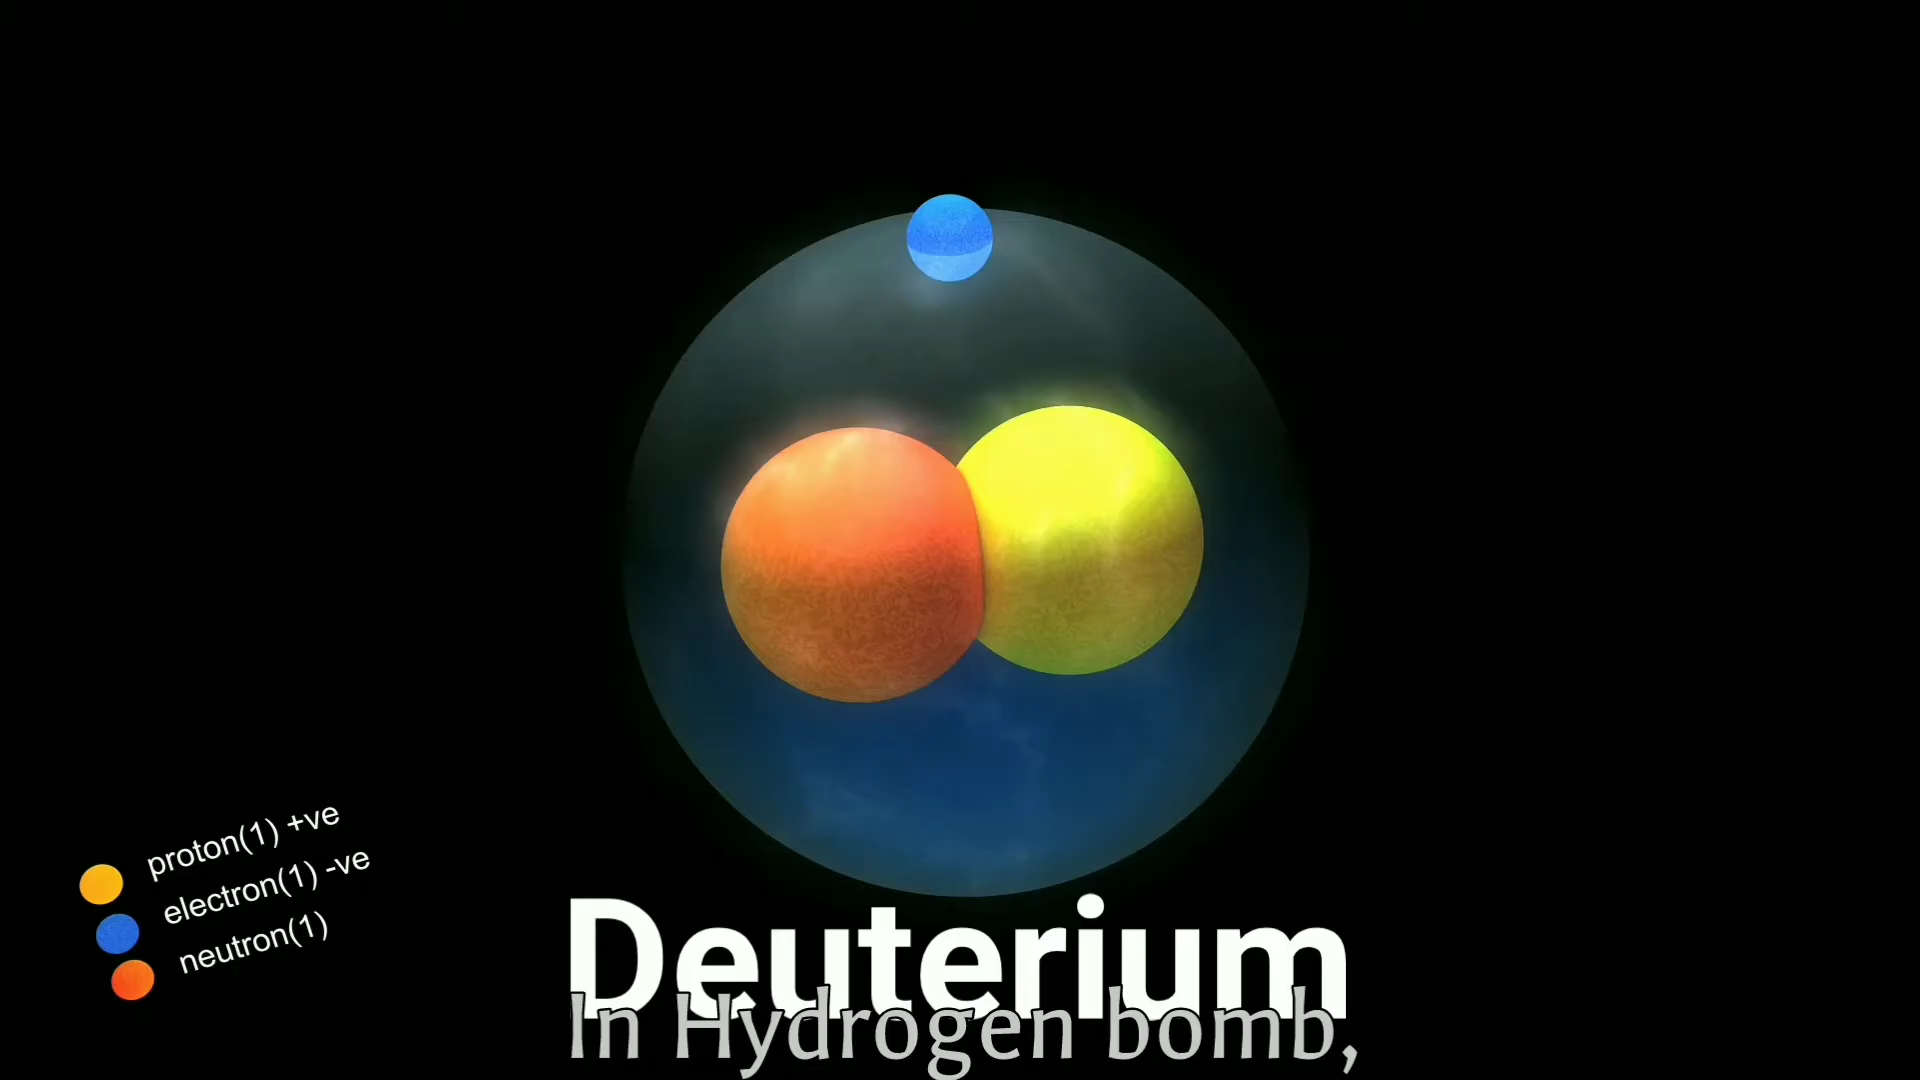 proton(1) +ve
electron(1) -ve
neutron(1)
Deuterium
In Hydrogen bomb,